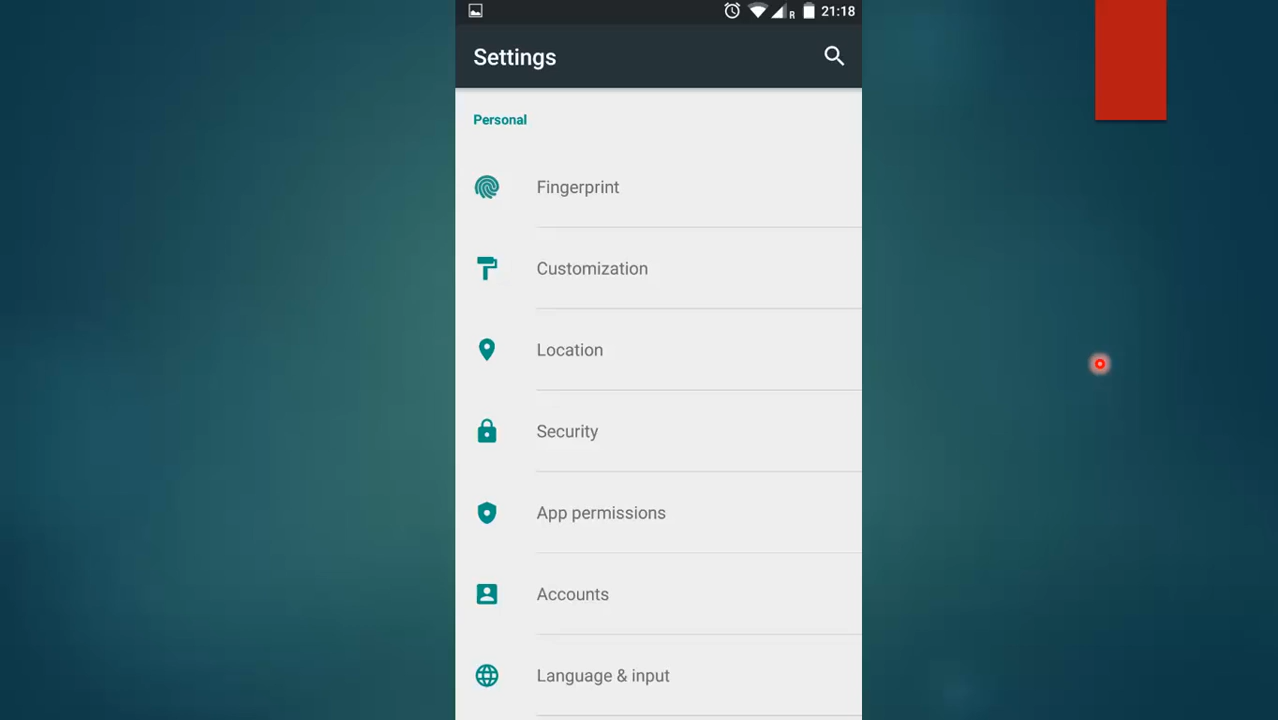 R 21:18
Settings
Personal
Fingerprint
Customization
Location
Security
App permissions
Accounts
Language & input